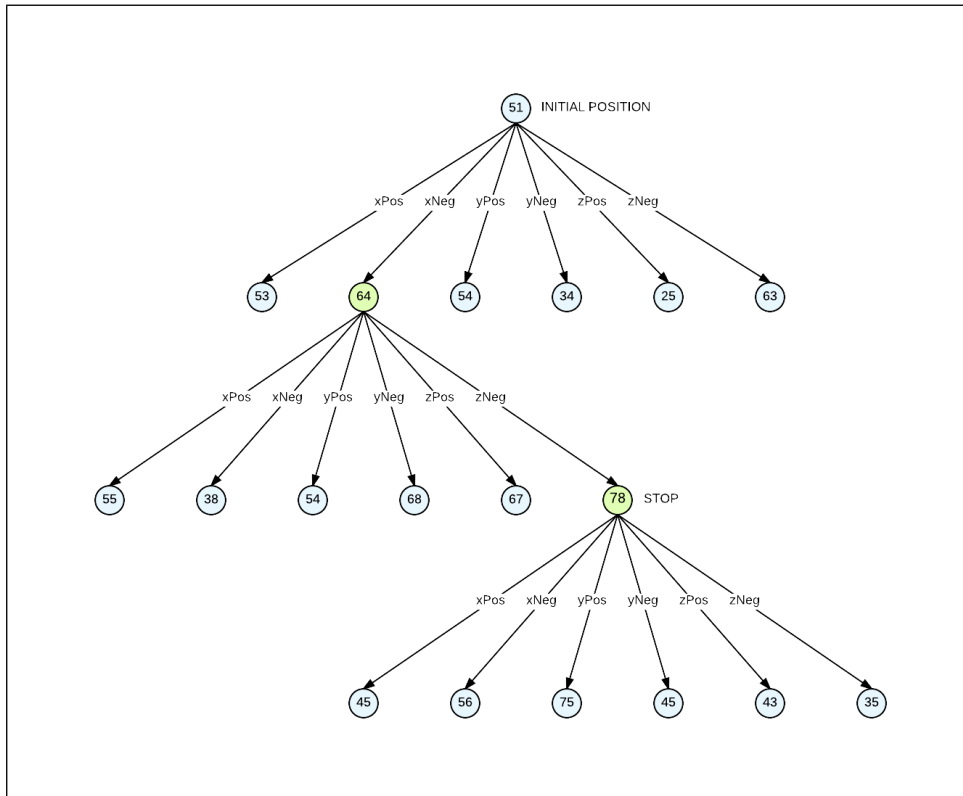 51 INITIAL POSITION
xPos xNeg yPos yNeg zPos zNeg
53 64 54 34 25 63
xPos xNeg yPos yNeg zPos zNeg
55 38 54 68 67 78 STOP
xPos xNeg yPos yNeg zPos zNeg
45 56 75 45 43 35